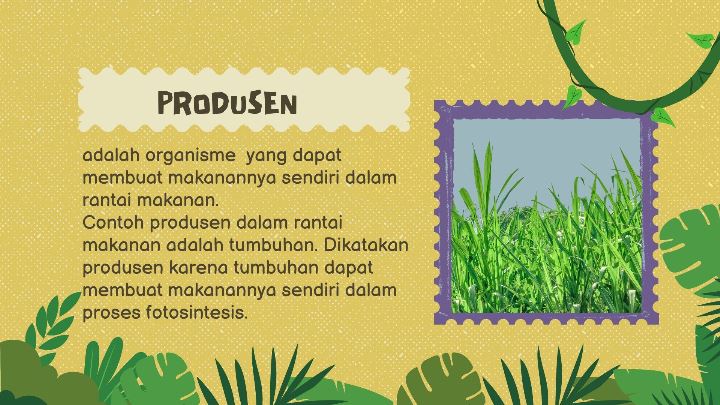 PRODUSEN
adalah organisme yang dapat
membuat makanannya sendiri dalam
rantai makanan.
Contoh produsen dalam rantai
makanan adalah tumbuhan. Dikatakan
produsen karena tumbuhan dapat
membuat makanannya sendiri dalam
proses fotosintesis.